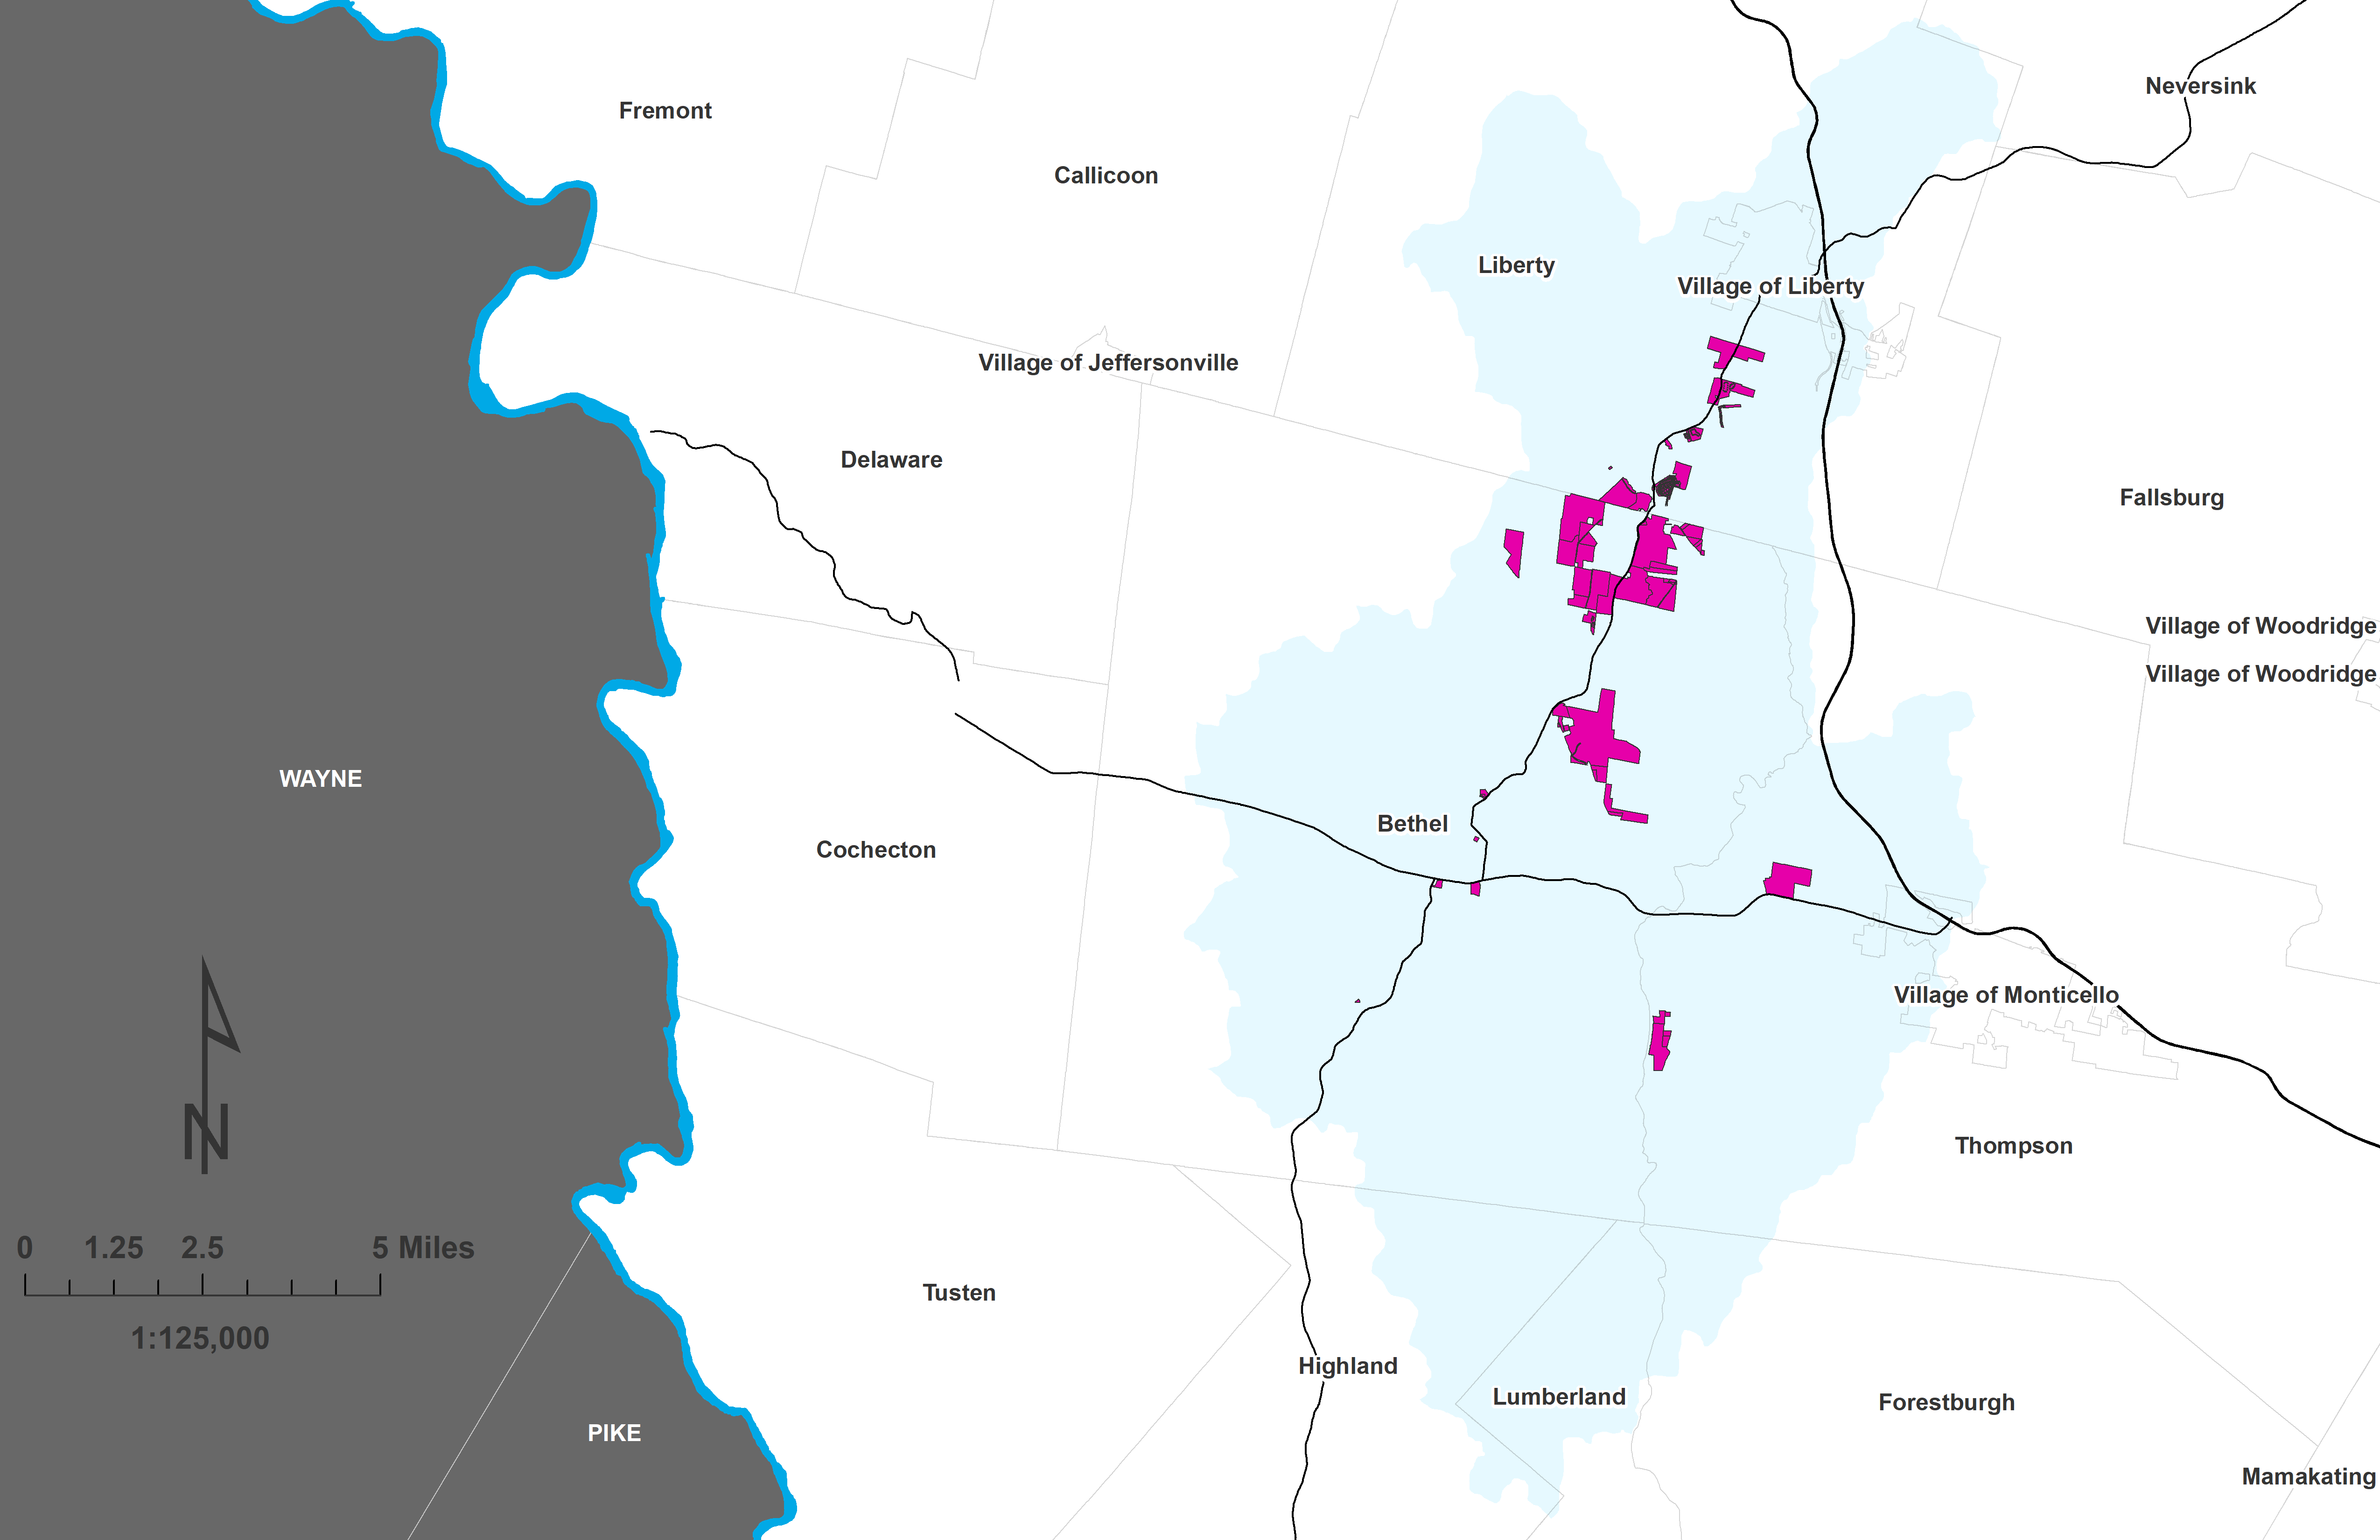 Neversink
Fremont
Callicoon
Liberty
Village of Liberty
Village of Jeffersonville
Delaware
Fallsburg
Village of Woodridge
Village of Woodridge
WAYNE
Bethel
Cochecton
Village of Monticello
N
Thompson
0 1.25 2.5 5 Miles
1:125,000
Tusten
Highland
Lumberland
Forestburgh
PIKE
Mamakating